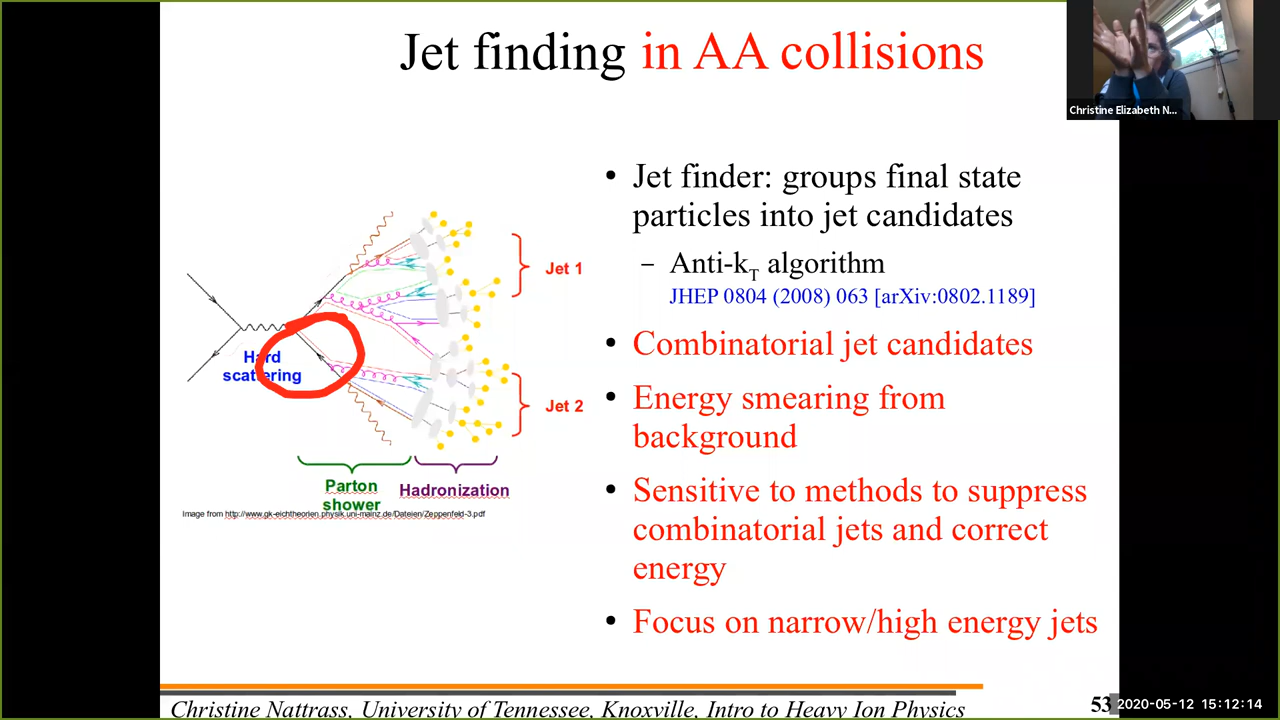 Jet finding in AA collisions
Christine Elizabeth N...
• Jet finder: groups final state
particles into jet candidates
– Anti-kT algorithm
JHEP 0804 (2008) 063 [arXiv:0802.1189]
• Combinatorial jet candidates
• Energy smearing from
background
• Sensitive to methods to suppress
combinatorial jets and correct
energy
• Focus on narrow/high energy jets
Jet 1
Hard
scattering
Jet 2
Parton
shower
Hadronization
Image from http://www.gk-eichtheorien.physik.uni-mainz.de/Dateien/Zeppenfeld-3.pdf
Christine Nattrass, University of Tennessee, Knoxville, Intro to Heavy Ion Physics
53
2020-05-12 15:12:14